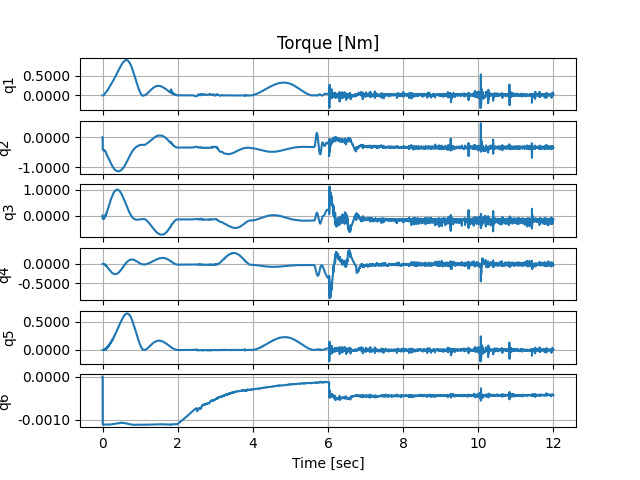 Torque [Nm]
q1
0.5000
0.0000
q2
0.0000
-1.0000
q3
1.0000
0.0000
q4
0.0000
-0.5000
q5
0.5000
0.0000
q6
0.0000
-0.0010
0 2 4 6 8 10 12
Time [sec]